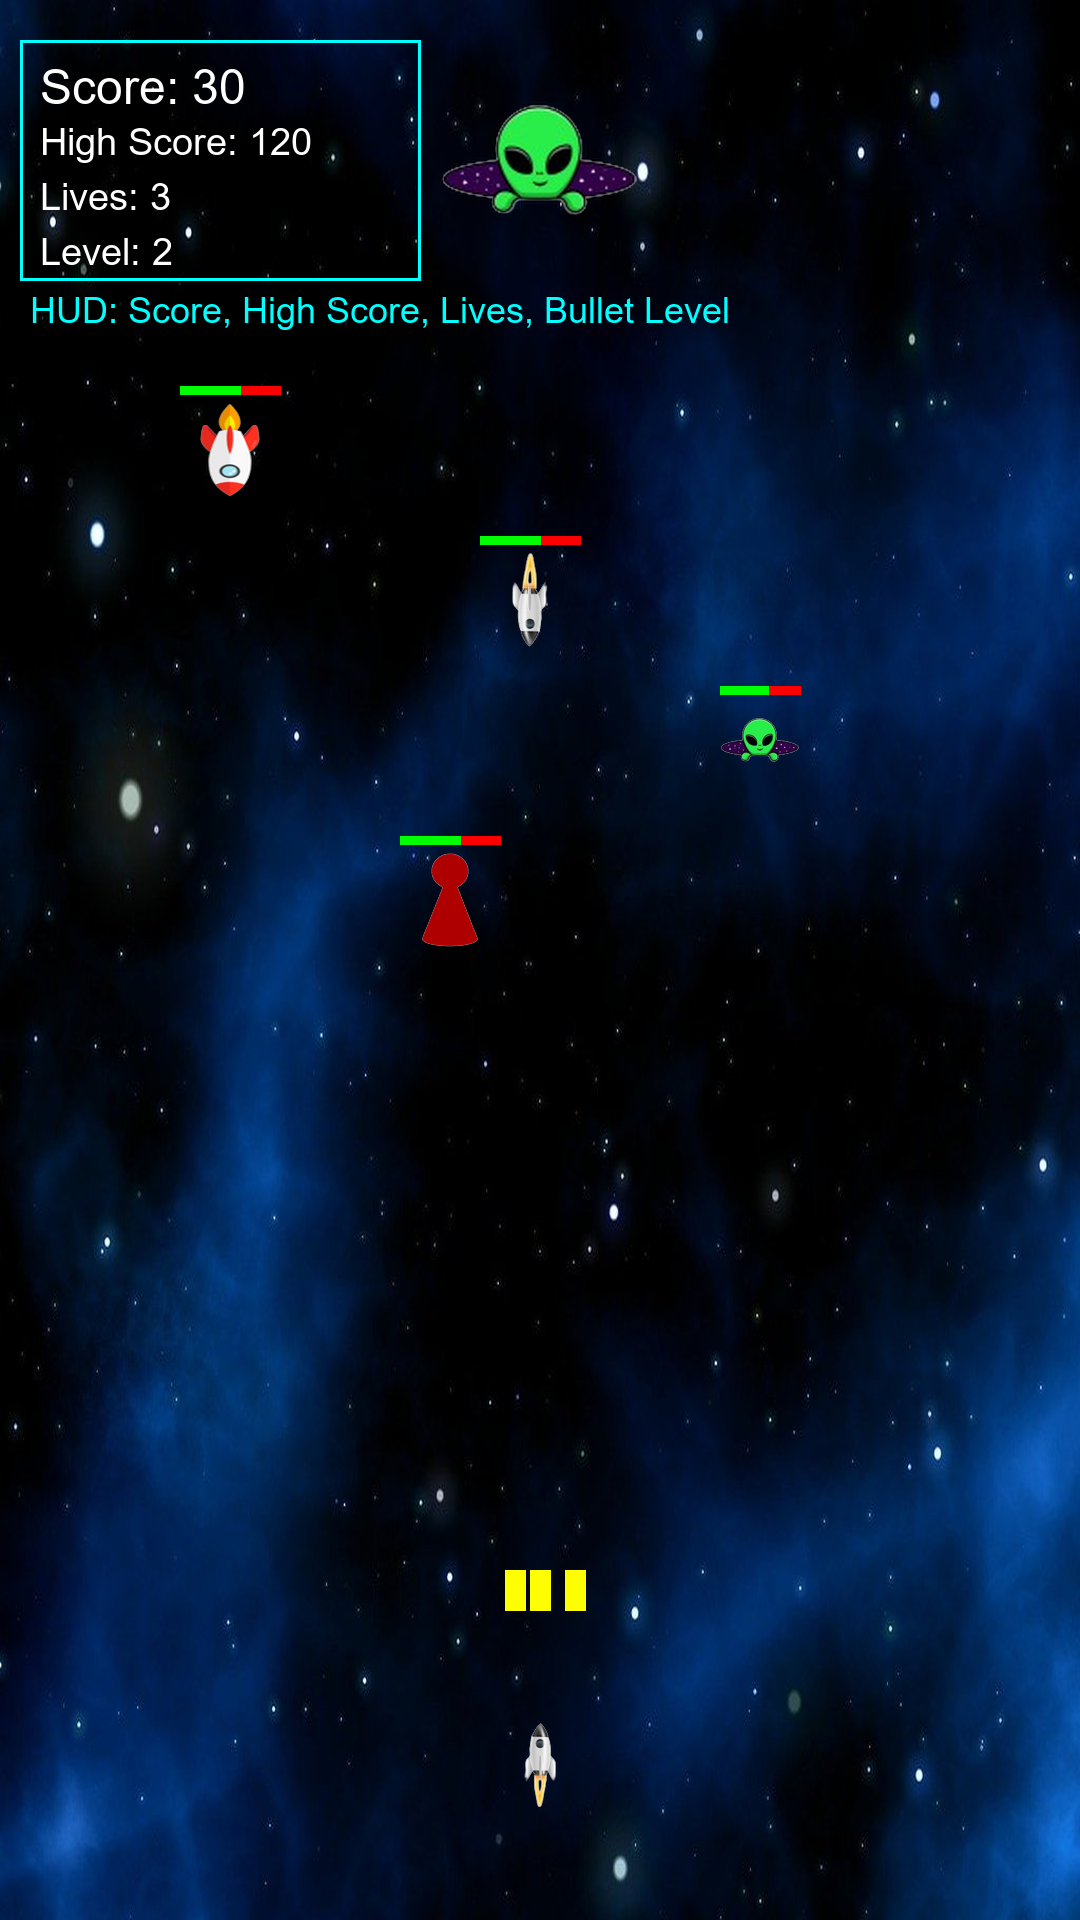 Score: 30
High Score: 120
Lives: 3
Level: 2
HUD: Score, High Score, Lives, Bullet Level